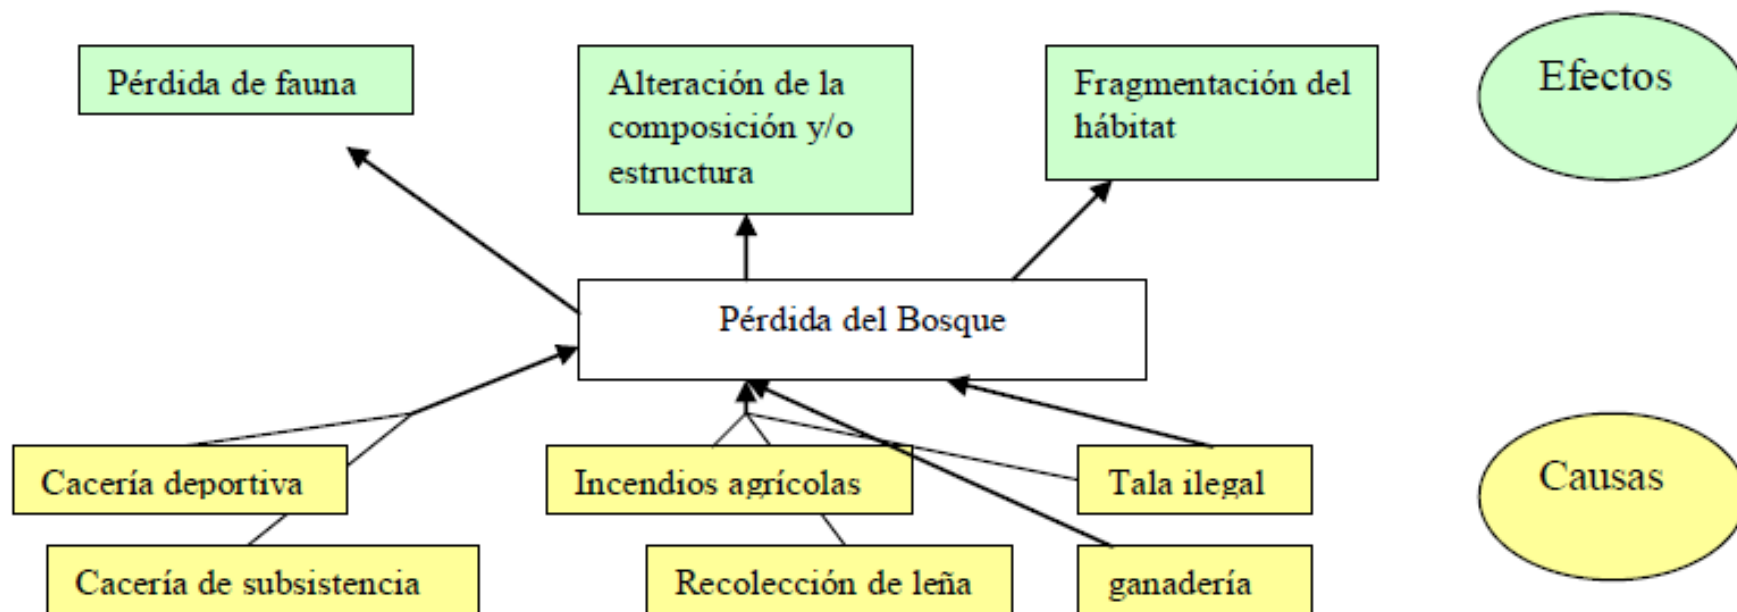 Pérdida de fauna
Alteración de la
composición y/o
estructura
Fragmentación del
hábitat
Efectos
Pérdida del Bosque
Cacería deportiva
Incendios agrícolas
Tala ilegal
Causas
Cacería de subsistencia
Recolección de leña
ganadería